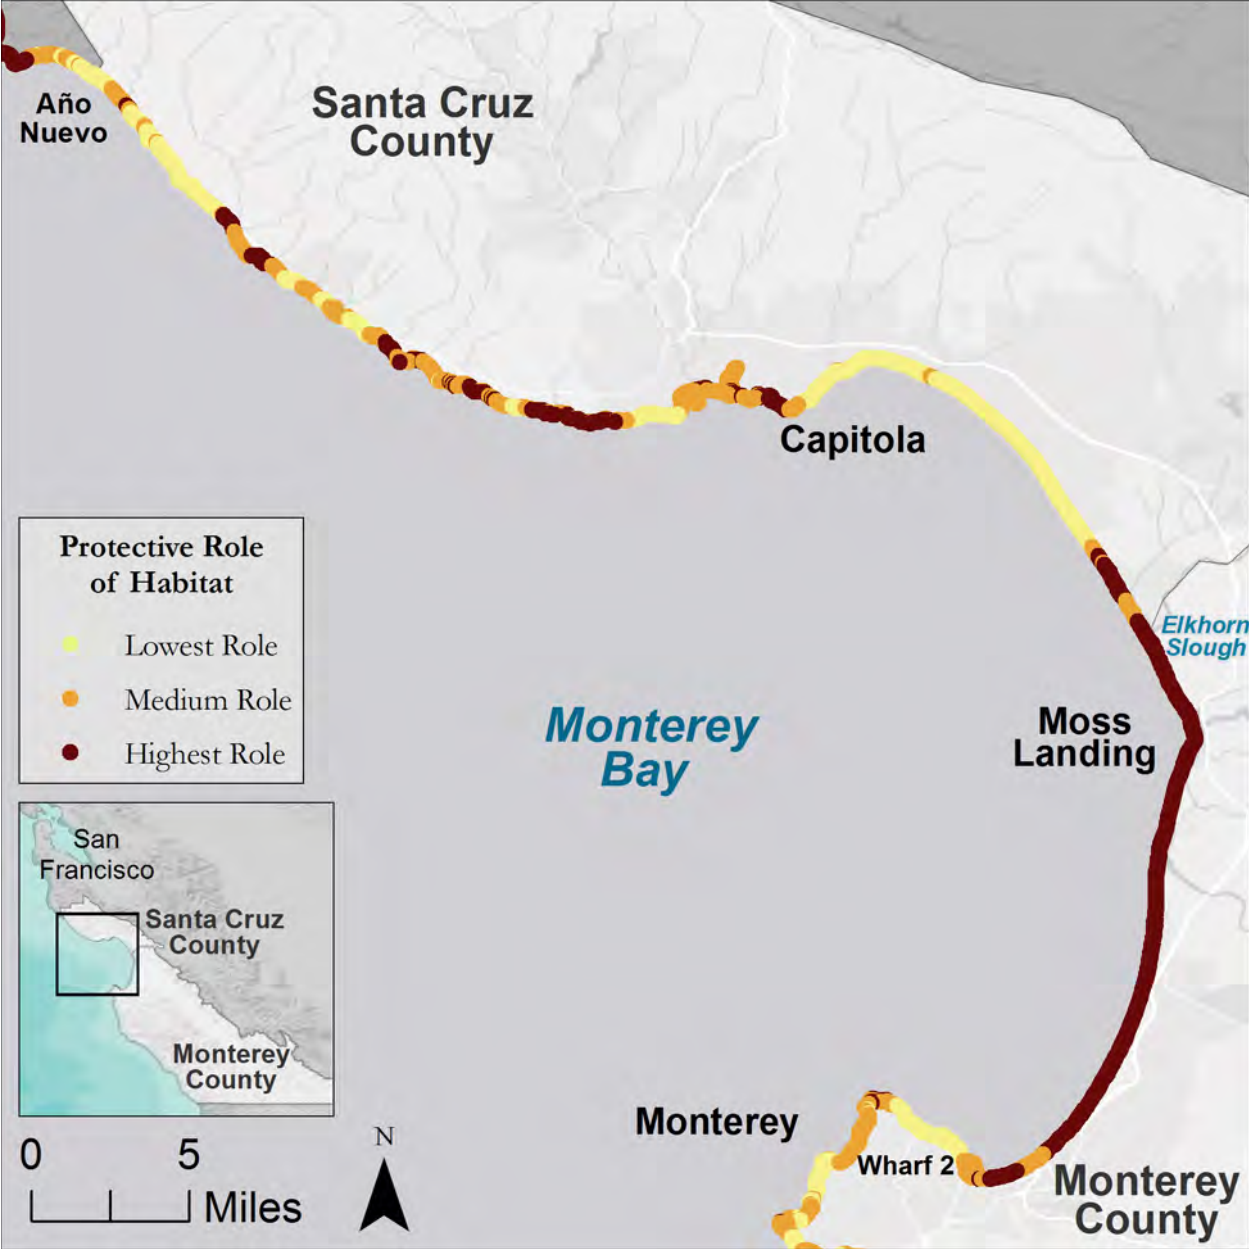 Año
Nuevo
Santa Cruz
County
Capitola
Protective Role
of Habitat
Lowest Role
Medium Role
Highest Role
Elkhorn
Slough
Monterey
Bay
Moss
Landing
San
Francisco
Santa Cruz
County
Monterey
County
0 5
Miles
N
Monterey
Wharf 2
Monterey
County